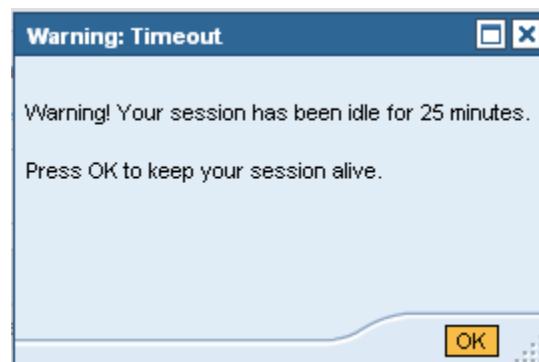 Warning: Timeout
Warning! Your session has been idle for 25 minutes.
Press OK to keep your session alive.
OK